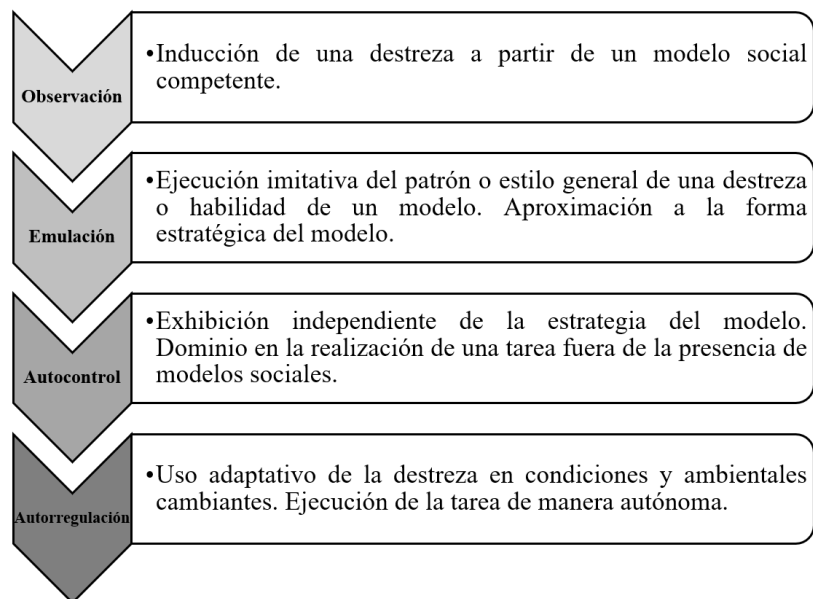 Observación
•Inducción de una destreza a partir de un modelo social
competente.
Emulación
•Ejecución imitativa del patrón o estilo general de una destreza
o habilidad de un modelo. Aproximación a la forma
estratégica del modelo.
Autocontrol
•Exhibición independiente de la estrategia del modelo.
Dominio en la realización de una tarea fuera de la presencia de
modelos sociales.
Autorregulación
•Uso adaptativo de la destreza en condiciones y ambientales
cambiantes. Ejecución de la tarea de manera autónoma.